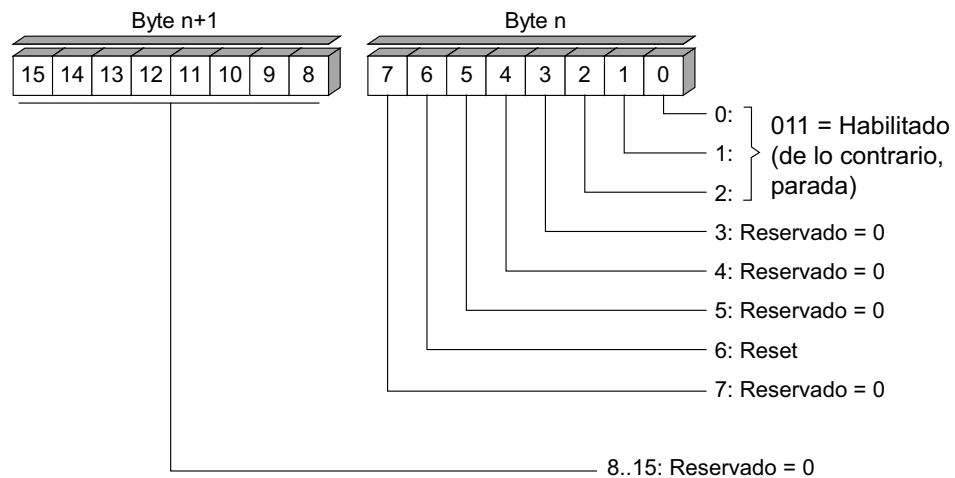 Byte n+1
Byte n
15 14 13 12 11 10 9 8
7 6 5 4 3 2 1 0
0:
1:
2:
011 = Habilitado
(de lo contrario,
parada)
3: Reservado = 0
4: Reservado = 0
5: Reservado = 0
6: Reset
7: Reservado = 0
8..15: Reservado = 0